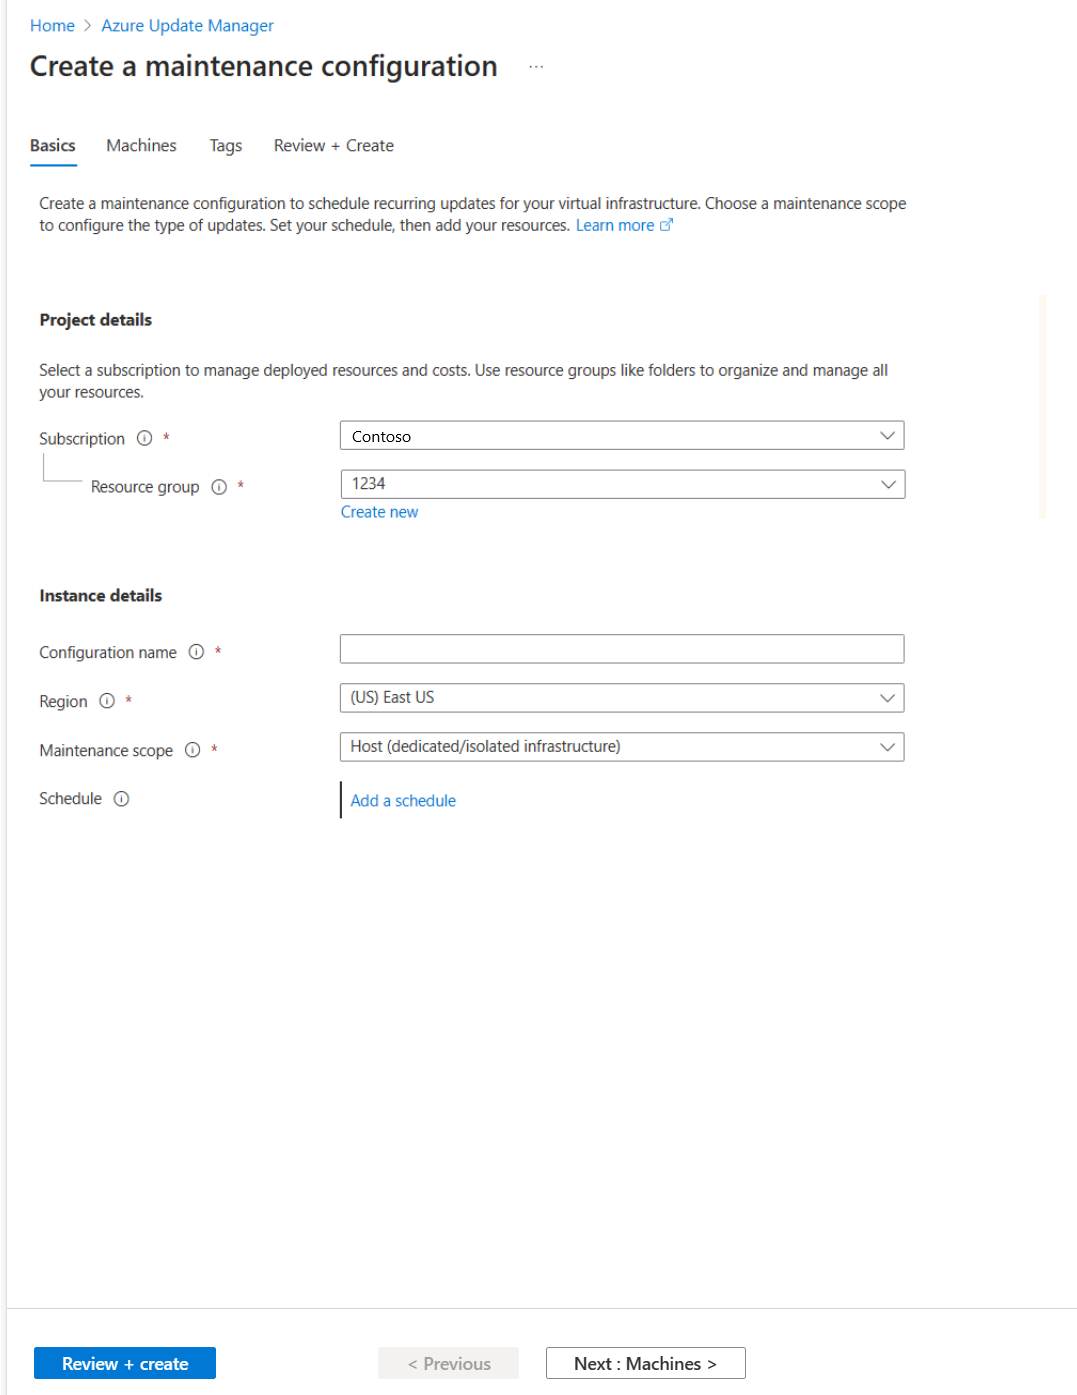 Home > Azure Update Manager
Create a maintenance configuration ...
Basics Machines Tags Review + Create
Create a maintenance configuration to schedule recurring updates for your virtual infrastructure. Choose a maintenance scope
to configure the type of updates. Set your schedule, then add your resources. Learn more
Project details
Select a subscription to manage deployed resources and costs. Use resource groups like folders to organize and manage all
your resources.
Subscription * Contoso
Resource group * 1234
Create new
Instance details
Configuration name *
Region * (US) East US
Maintenance scope * Host (dedicated/isolated infrastructure)
Schedule Add a schedule
Review + create < Previous Next : Machines >